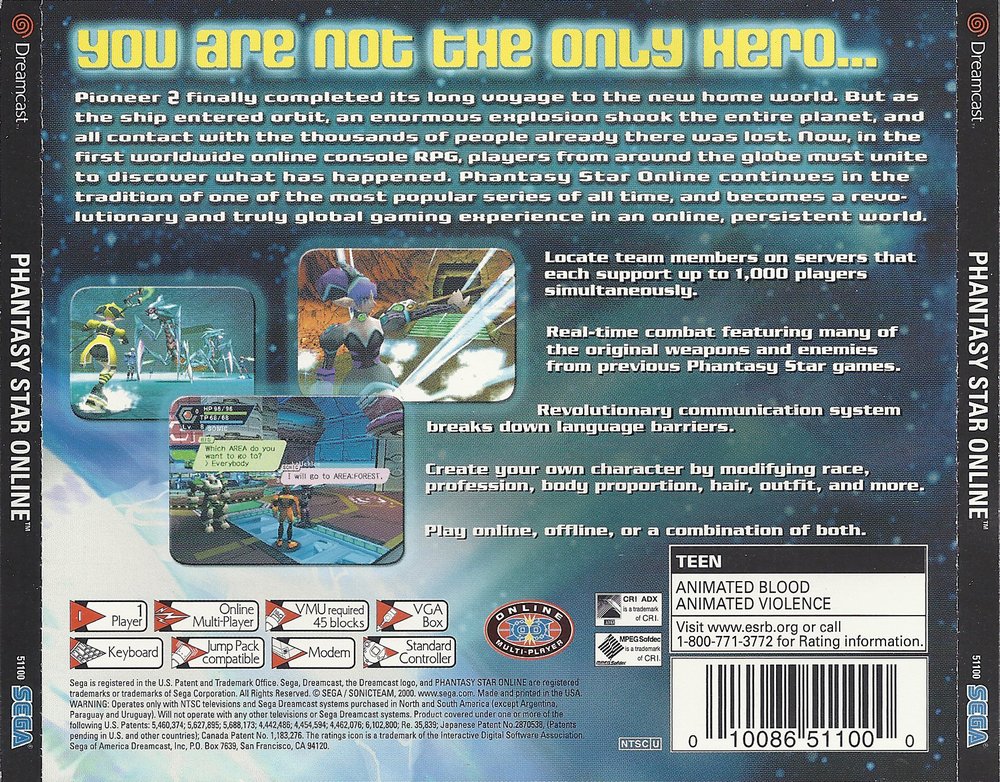 YOU ARE NOT THE ONLY HERO...
Pioneer 2 finally completed its long voyage to the new home world. But as
the ship entered orbit, an enormous explosion shook the entire planet, and
all contact with the thousands of people already there was lost. Now, in the
first worldwide online console RPG, players from around the globe must unite
to discover what has happened. Phantasy Star Online continues in the
tradition of one of the most popular series of all time, and becomes a revo-
lutionary and truly global gaming experience in an online, persistent world.
Locate team members on servers that
each support up to 1,000 players
simultaneously.
Real-time combat featuring many of
the original weapons and enemies
from previous Phantasy Star games.
Revolutionary communication system
breaks down language barriers.
Create your own character by modifying race,
profession, body proportion, hair, outfit, and more.
Play online, offline, or a combination of both.
HP 96/96
TP 68/68
SONIC
Which AREA do you
want to go to?
> Everybody
SONIC
I will go to AREA:FOREST.
1
Player
Online
Multi-Player
VMU required
45 blocks
VGA
Box
Keyboard
Jump Pack
compatible
Modem
Standard
Controller
ONLINE
MULTI-PLAYER
CRI ADX
is a trademark
of CRI.
MPEG Sofdec
is a trademark
of CRI.
TEEN
ANIMATED BLOOD
ANIMATED VIOLENCE
Visit www.esrb.org or call
1-800-771-3772 for Rating information.
Sega is registered in the U.S. Patent and Trademark Office. Sega, Dreamcast, the Dreamcast logo, and PHANTASY STAR ONLINE are registered
trademarks or trademarks of Sega Corporation. All Rights Reserved. © SEGA / SONICTEAM, 2000. www.sega.com. Made and printed in the USA.
WARNING: Operates only with NTSC televisions and Sega Dreamcast systems purchased in North and South America (except Argentina,
Paraguay and Uruguay). Will not operate with any other televisions or Sega Dreamcast systems. Product covered under one or more of the
following U.S. Patents: 5,460,374; 5,627,895; 5,688,173; 4,442,486; 4,454,594; 4,462,076; 6,102,800; Re. 35,839; Japanese Patent No. 2870538, (Patents
pending in U.S. and other countries); Canada Patent No. 1,183,276. The ratings icon is a trademark of the Interactive Digital Software Association.
Sega of America Dreamcast, Inc, P.O. Box 7639, San Francisco, CA 94120.
NTSC U
0 10086 51100 0
Dreamcast™
PHANTASY STAR ONLINE™
51100
SEGA
Dreamcast™
PHANTASY STAR ONLINE™
51100
SEGA